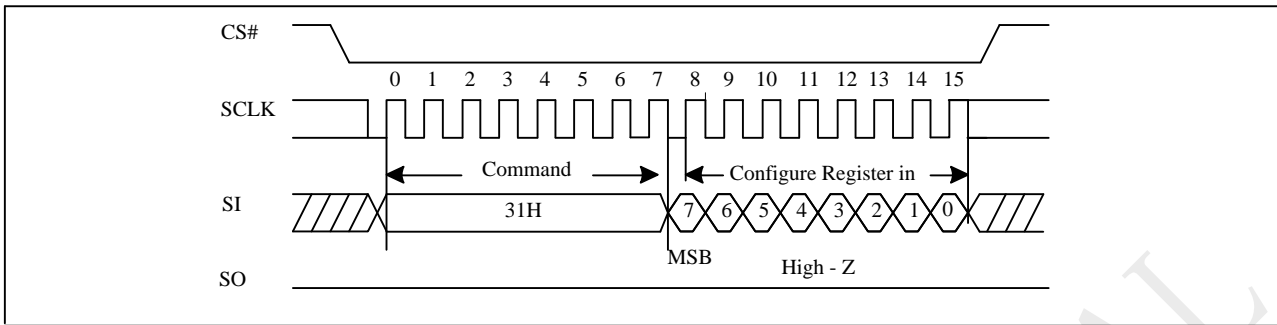 CS#
0 1 2 3 4 5 6 7 8 9 10 11 12 13 14 15
SCLK
Command
Configure Register in
SI
31H
7 6 5 4 3 2 1 0
MSB
High - Z
SO